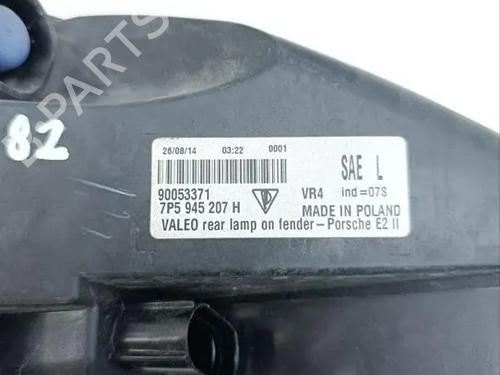 B-PARTS
82
26/08/14 03:22 0001
SAE L
90053371 VR4 ind=07S
7P5 945 207 H MADE IN POLAND
VALEO rear lamp on fender-Porsche E2 II